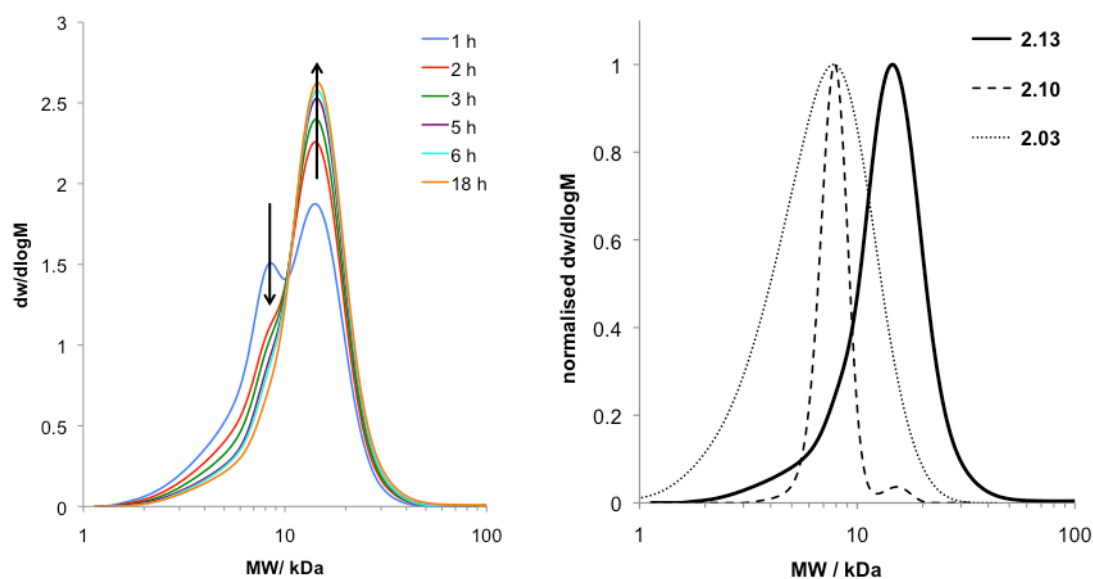 3
2.5
2
1.5
1
0.5
0
dw/dlogM
1
10
100
MW/ kDa
1 h
2 h
3 h
5 h
6 h
18 h
1
0.8
0.6
0.4
0.2
0
normalised dw/dlogM
1
10
100
MW / kDa
2.13
2.10
2.03